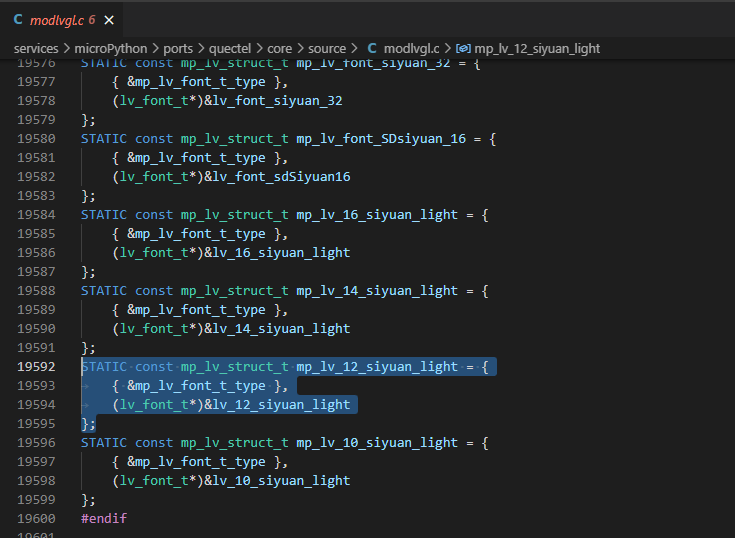 C modlvgl.c 6 ×
services > microPython > ports > quectel > core > source > C modlvgl.c > mp_lv_12_siyuan_light
19576 STATIC const mp_lv_struct_t mp_lv_font_siyuan_32 = {
19577 { &mp_lv_font_t_type },
19578 (lv_font_t*)&lv_font_siyuan_32
19579 };
19580 STATIC const mp_lv_struct_t mp_lv_font_SDsiyuan_16 = {
19581 { &mp_lv_font_t_type },
19582 (lv_font_t*)&lv_font_sdSiyuan16
19583 };
19584 STATIC const mp_lv_struct_t mp_lv_16_siyuan_light = {
19585 { &mp_lv_font_t_type },
19586 (lv_font_t*)&lv_16_siyuan_light
19587 };
19588 STATIC const mp_lv_struct_t mp_lv_14_siyuan_light = {
19589 { &mp_lv_font_t_type },
19590 (lv_font_t*)&lv_14_siyuan_light
19591 };
19592 STATIC const mp_lv_struct_t mp_lv_12_siyuan_light = {
19593 { &mp_lv_font_t_type },
19594 (lv_font_t*)&lv_12_siyuan_light
19595 };
19596 STATIC const mp_lv_struct_t mp_lv_10_siyuan_light = {
19597 { &mp_lv_font_t_type },
19598 (lv_font_t*)&lv_10_siyuan_light
19599 };
19600 #endif
19601